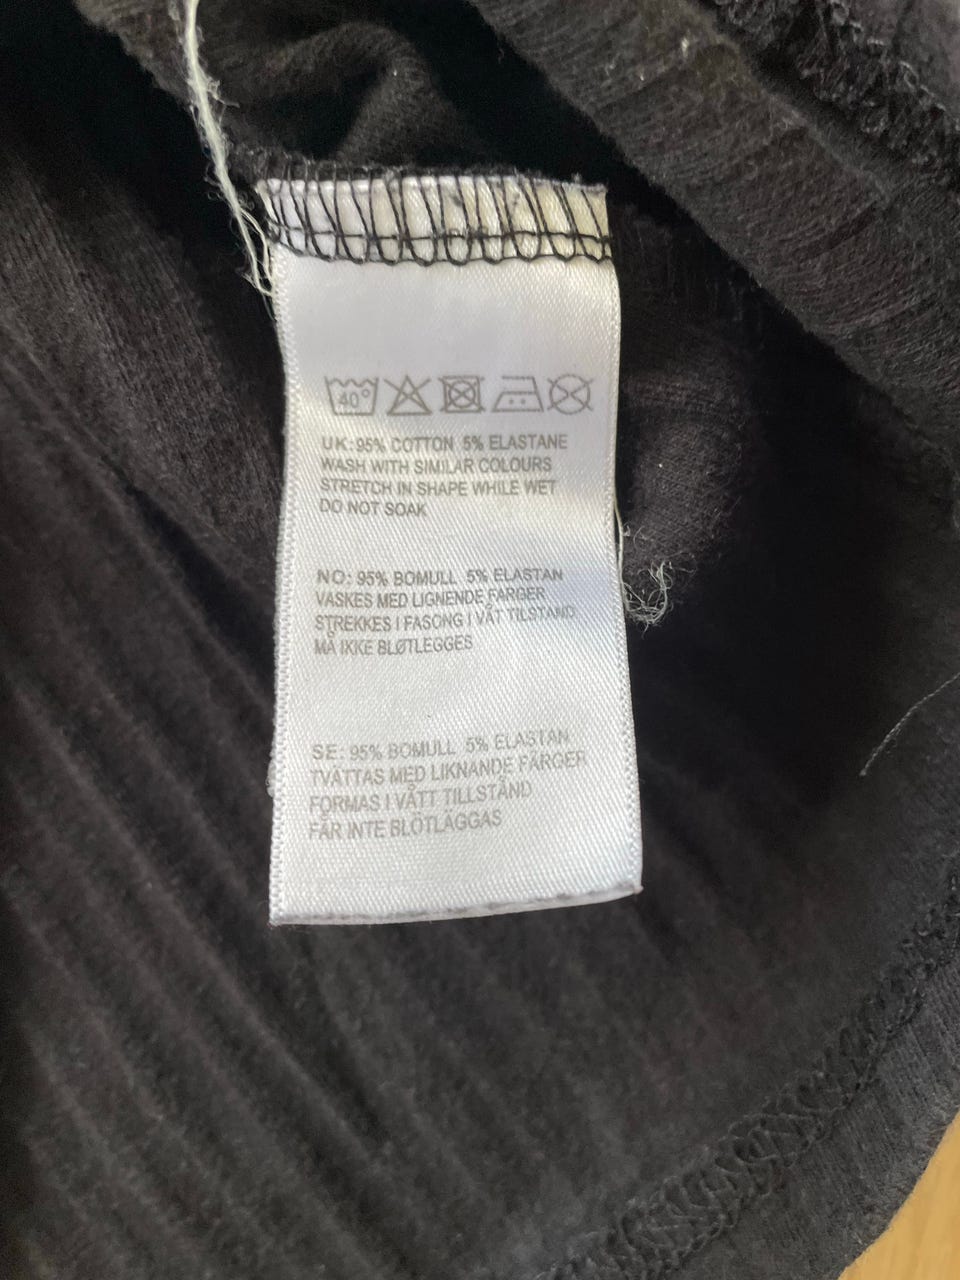 40°
UK: 95% COTTON 5% ELASTANE
WASH WITH SIMILAR COLOURS
STRETCH IN SHAPE WHILE WET
DO NOT SOAK
NO: 95% BOMULL 5% ELASTAN
VASKES MED LIGNENDE FARGER
STREKKES I FASONG I VÅT TILSTAND
MÅ IKKE BLØTLEGGES
SE: 95% BOMULL 5% ELASTAN
TVÄTTAS MED LIKNANDE FÄRGER
FORMAS I VÅTT TILLSTÅND
FÅR INTE BLÖTLÄGGAS